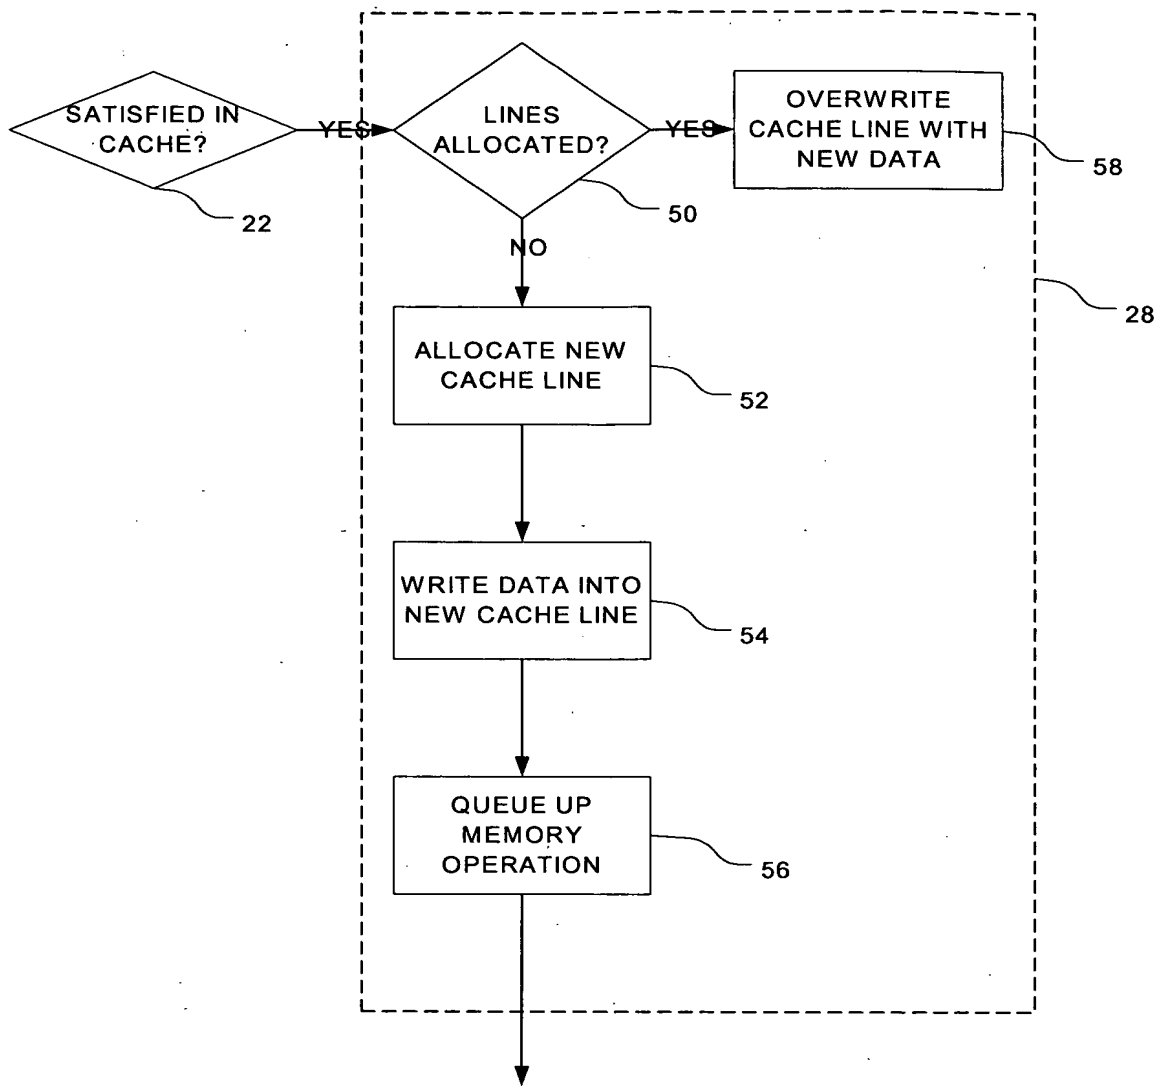 SATISFIED IN
CACHE?
22
YES
LINES
ALLOCATED?
50
YES
OVERWRITE
CACHE LINE WITH
NEW DATA
58
NO
28
ALLOCATE NEW
CACHE LINE
52
WRITE DATA INTO
NEW CACHE LINE
54
QUEUE UP
MEMORY
OPERATION
56